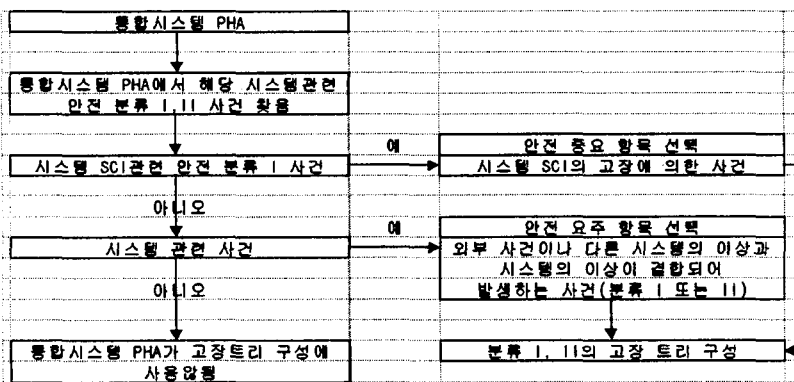 통합시스템 PHA
통합시스템 PHA에서 해당 시스템관련
안전 분류 I,II 사건 찾음
예
안전 중요 항목 선택
시스템 SCI관련 안전 분류 I 사건
시스템 SCI의 고장에 의한 사건
아니오
예
안전 요주 항목 선택
시스템 관련 사건
외부 사건이나 다른 시스템의 이상과
시스템의 이상이 결합되어
발생하는 사건(분류 I 또는 II)
아니오
통합시스템 PHA가 고장트리 구성에
사용않됨
분류 I, II의 고장 트리 구성